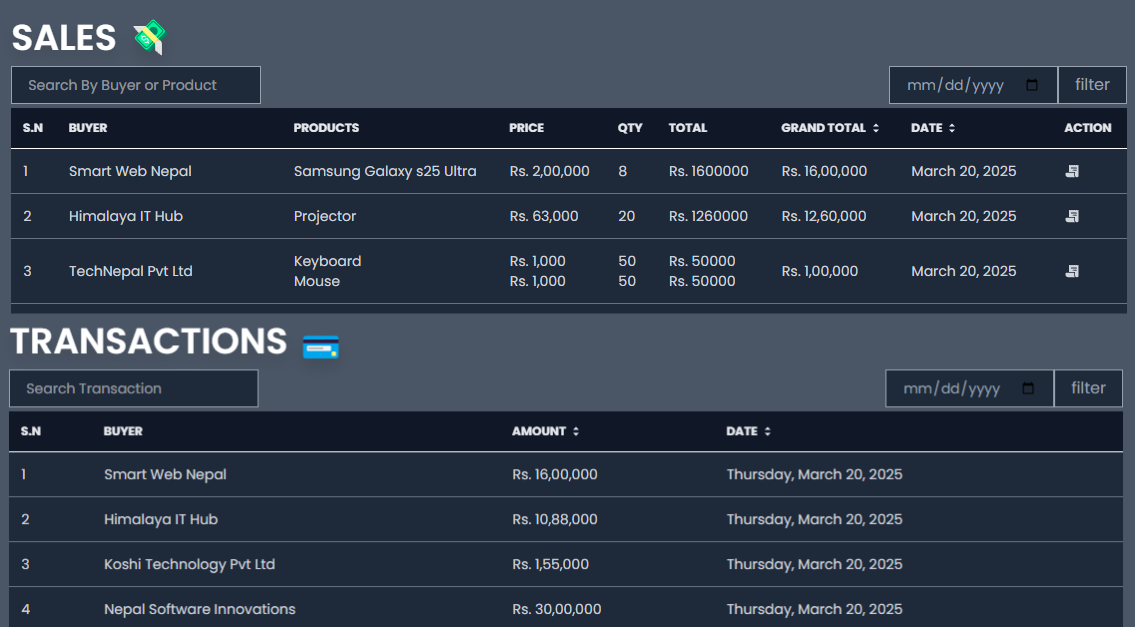 SALES
Search By Buyer or Product mm/dd/yyyy filter
S.N BUYER PRODUCTS PRICE QTY TOTAL GRAND TOTAL DATE ACTION
1 Smart Web Nepal Samsung Galaxy s25 Ultra Rs. 2,00,000 8 Rs. 1600000 Rs. 16,00,000 March 20, 2025
2 Himalaya IT Hub Projector Rs. 63,000 20 Rs. 1260000 Rs. 12,60,000 March 20, 2025
3 TechNepal Pvt Ltd Keyboard Rs. 1,000 50 Rs. 50000 Rs. 1,00,000 March 20, 2025
Mouse Rs. 1,000 50 Rs. 50000
TRANSACTIONS
Search Transaction mm/dd/yyyy filter
S.N BUYER AMOUNT DATE
1 Smart Web Nepal Rs. 16,00,000 Thursday, March 20, 2025
2 Himalaya IT Hub Rs. 10,88,000 Thursday, March 20, 2025
3 Koshi Technology Pvt Ltd Rs. 1,55,000 Thursday, March 20, 2025
4 Nepal Software Innovations Rs. 30,00,000 Thursday, March 20, 2025